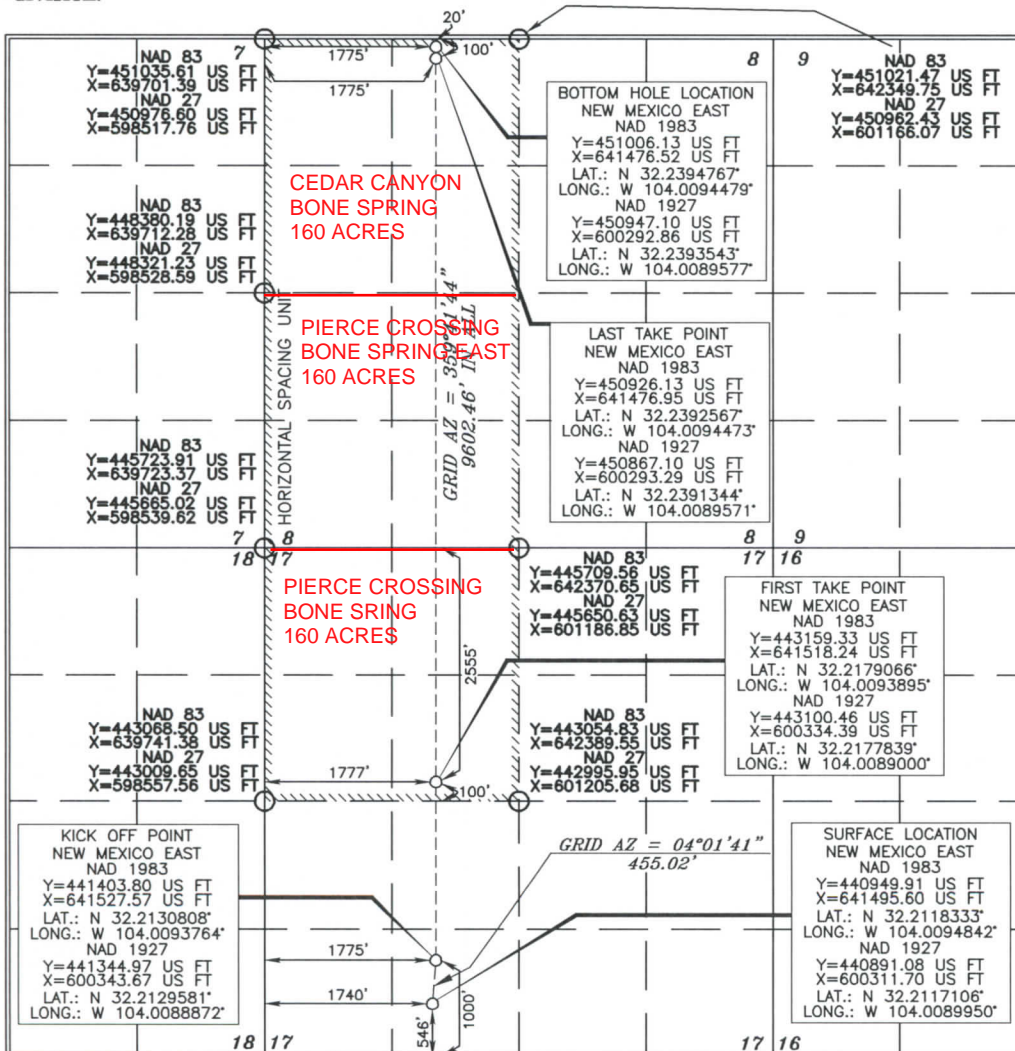 20'
7
1775'
100'
8 9
NAD 83
Y=451035.61 US FT
X=639701.39 US FT
NAD 27
Y=450976.60 US FT
X=598517.76 US FT
1775'
NAD 83
Y=451021.47 US FT
X=642349.75 US FT
NAD 27
Y=450962.43 US FT
X=601166.07 US FT
BOTTOM HOLE LOCATION
NEW MEXICO EAST
NAD 1983
Y=451006.13 US FT
X=641476.52 US FT
LAT.: N 32.2394767°
LONG.: W 104.0094479°
NAD 1927
Y=450947.10 US FT
X=600292.86 US FT
LAT.: N 32.2393543°
LONG.: W 104.0089577°
CEDAR CANYON
BONE SPRING
160 ACRES
NAD 83
Y=448380.19 US FT
X=639712.28 US FT
NAD 27
Y=448321.23 US FT
X=598528.59 US FT
HORIZONTAL SPACING UNIT
PIERCE CROSSING
BONE SPRING EAST
160 ACRES
GRID AZ = 359°41'44"
9602.46' IN ALL
LAST TAKE POINT
NEW MEXICO EAST
NAD 1983
Y=450926.13 US FT
X=641476.95 US FT
LAT.: N 32.2392567°
LONG.: W 104.0094473°
NAD 1927
Y=450867.10 US FT
X=600293.29 US FT
LAT.: N 32.2391344°
LONG.: W 104.0089571°
NAD 83
Y=445723.91 US FT
X=639723.37 US FT
NAD 27
Y=445665.02 US FT
X=598539.62 US FT
7 8
18 17
8 9
17 16
PIERCE CROSSING
BONE SRING
160 ACRES
2555'
NAD 83
Y=445709.56 US FT
X=642370.65 US FT
NAD 27
Y=445650.63 US FT
X=601186.85 US FT
FIRST TAKE POINT
NEW MEXICO EAST
NAD 1983
Y=443159.33 US FT
X=641518.24 US FT
LAT.: N 32.2179066°
LONG.: W 104.0093895°
NAD 1927
Y=443100.46 US FT
X=600334.39 US FT
LAT.: N 32.2177839°
LONG.: W 104.0089000°
NAD 83
Y=443068.50 US FT
X=639741.38 US FT
NAD 27
Y=443009.65 US FT
X=598557.56 US FT
1777'
100'
NAD 83
Y=443054.83 US FT
X=642389.55 US FT
NAD 27
Y=442995.95 US FT
X=601205.68 US FT
KICK OFF POINT
NEW MEXICO EAST
NAD 1983
Y=441403.80 US FT
X=641527.57 US FT
LAT.: N 32.2130808°
LONG.: W 104.0093764°
NAD 1927
Y=441344.97 US FT
X=600343.67 US FT
LAT.: N 32.2129581°
LONG.: W 104.0088872°
GRID AZ = 04°01'41"
455.02'
SURFACE LOCATION
NEW MEXICO EAST
NAD 1983
Y=440949.91 US FT
X=641495.60 US FT
LAT.: N 32.2118333°
LONG.: W 104.0094842°
NAD 1927
Y=440891.08 US FT
X=600311.70 US FT
LAT.: N 32.2117106°
LONG.: W 104.0089950°
1775'
1740'
546'
1000'
18 17
17 16